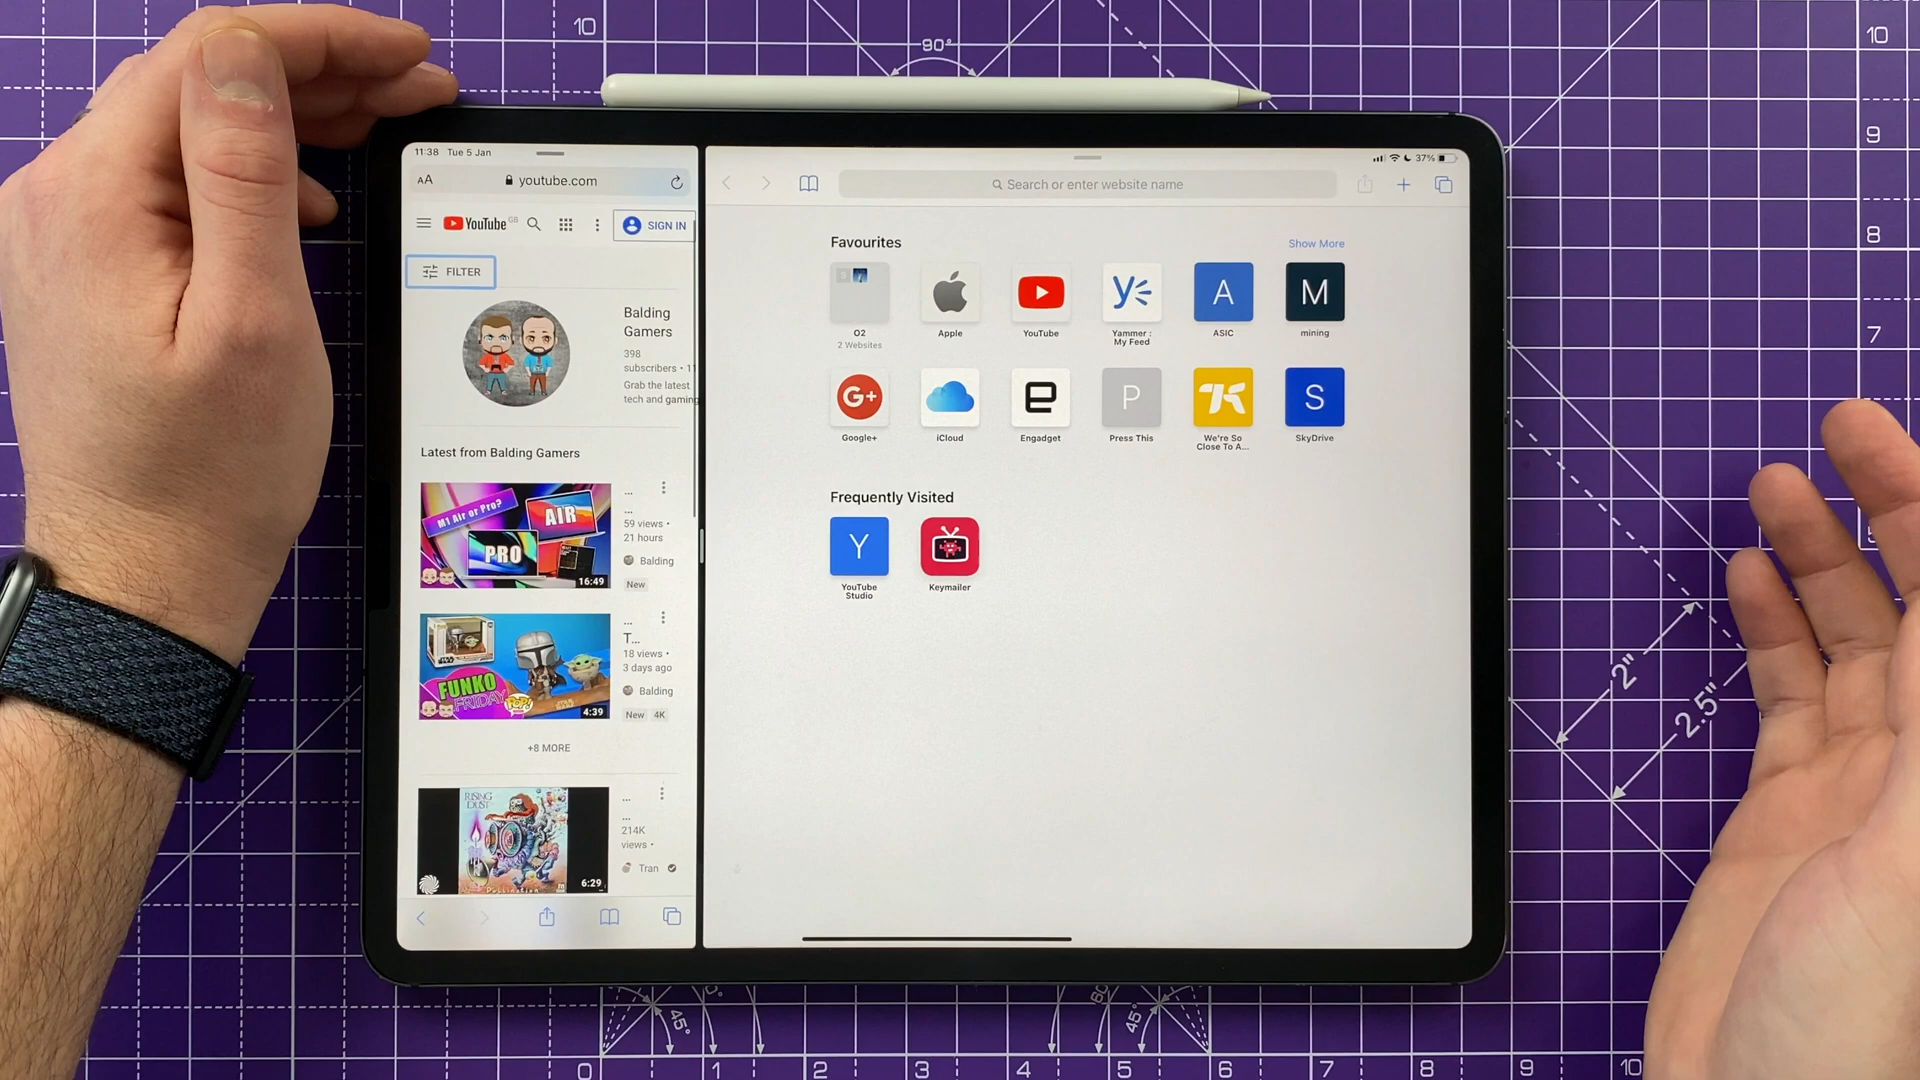 10
90°
10
9
8
7
2"
2.5"
11:38 Tue 5 Jan
AA
youtube.com
YouTube GB
SIGN IN
FILTER
Balding
Gamers
398
subscribers • 11
Grab the latest
tech and gaming
Latest from Balding Gamers
M1 Air or Pro?
AIR
PRO
16:49
...
...
59 views •
21 hours
Balding
New
FUNKO
FRIDAY
POP!
4:39
...
T...
18 views •
3 days ago
Balding
New 4K
+8 MORE
RISING
DUST
6:29
...
...
214K
views •
Tran
37%
Search or enter website name
Favourites
Show More
S
O2
2 Websites
Apple
YouTube
Yammer :
My Feed
A
ASIC
M
mining
G+
Google+
iCloud
Engadget
P
Press This
We're So
Close To A...
S
SkyDrive
Frequently Visited
Y
YouTube
Studio
Keymailer
45°
60
45°
0 1 2 3 4 5 6 7 8 9 10